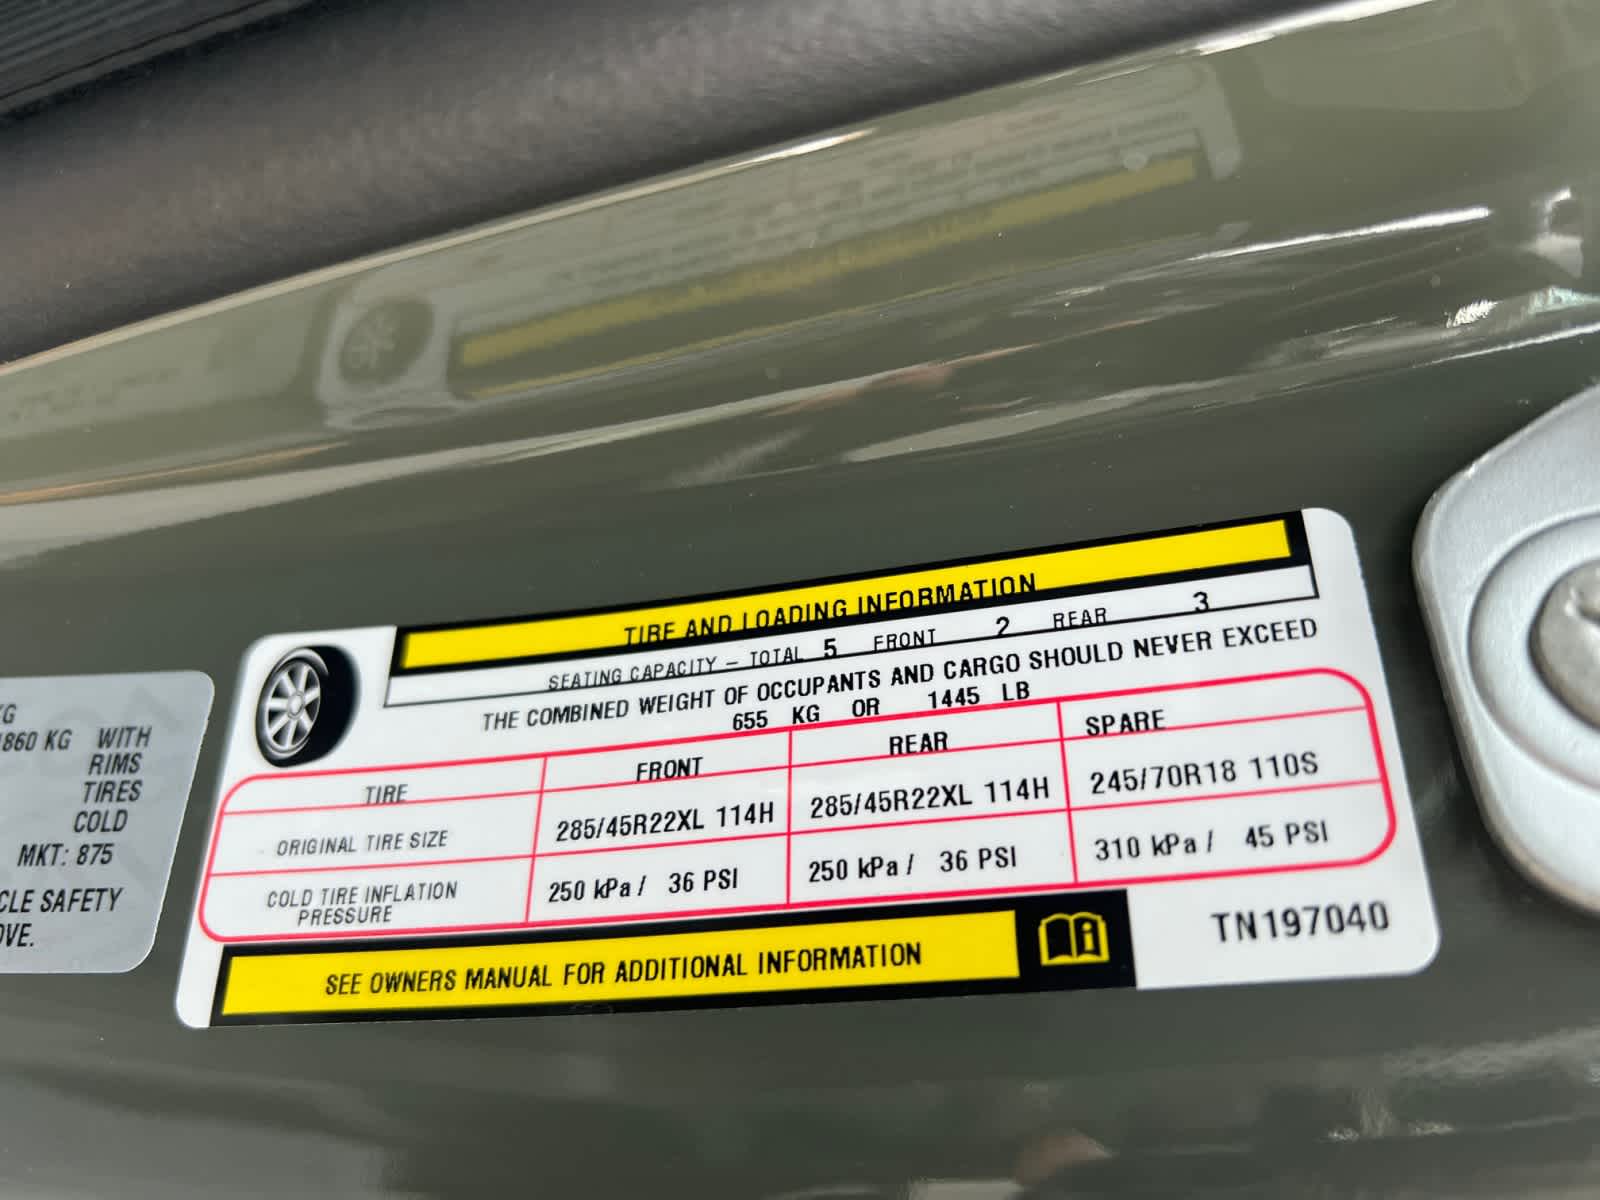 KG
1860 KG WITH
RIMS
TIRES
COLD
MKT: 875
CLE SAFETY
OVE.
TIRE AND LOADING INFORMATION
SEATING CAPACITY – TOTAL 5 FRONT 2 REAR 3
THE COMBINED WEIGHT OF OCCUPANTS AND CARGO SHOULD NEVER EXCEED
655 KG OR 1445 LB
TIRE FRONT REAR SPARE
ORIGINAL TIRE SIZE 285/45R22XL 114H 285/45R22XL 114H 245/70R18 110S
COLD TIRE INFLATION PRESSURE 250 kPa / 36 PSI 250 kPa / 36 PSI 310 kPa / 45 PSI
SEE OWNERS MANUAL FOR ADDITIONAL INFORMATION
TN197040